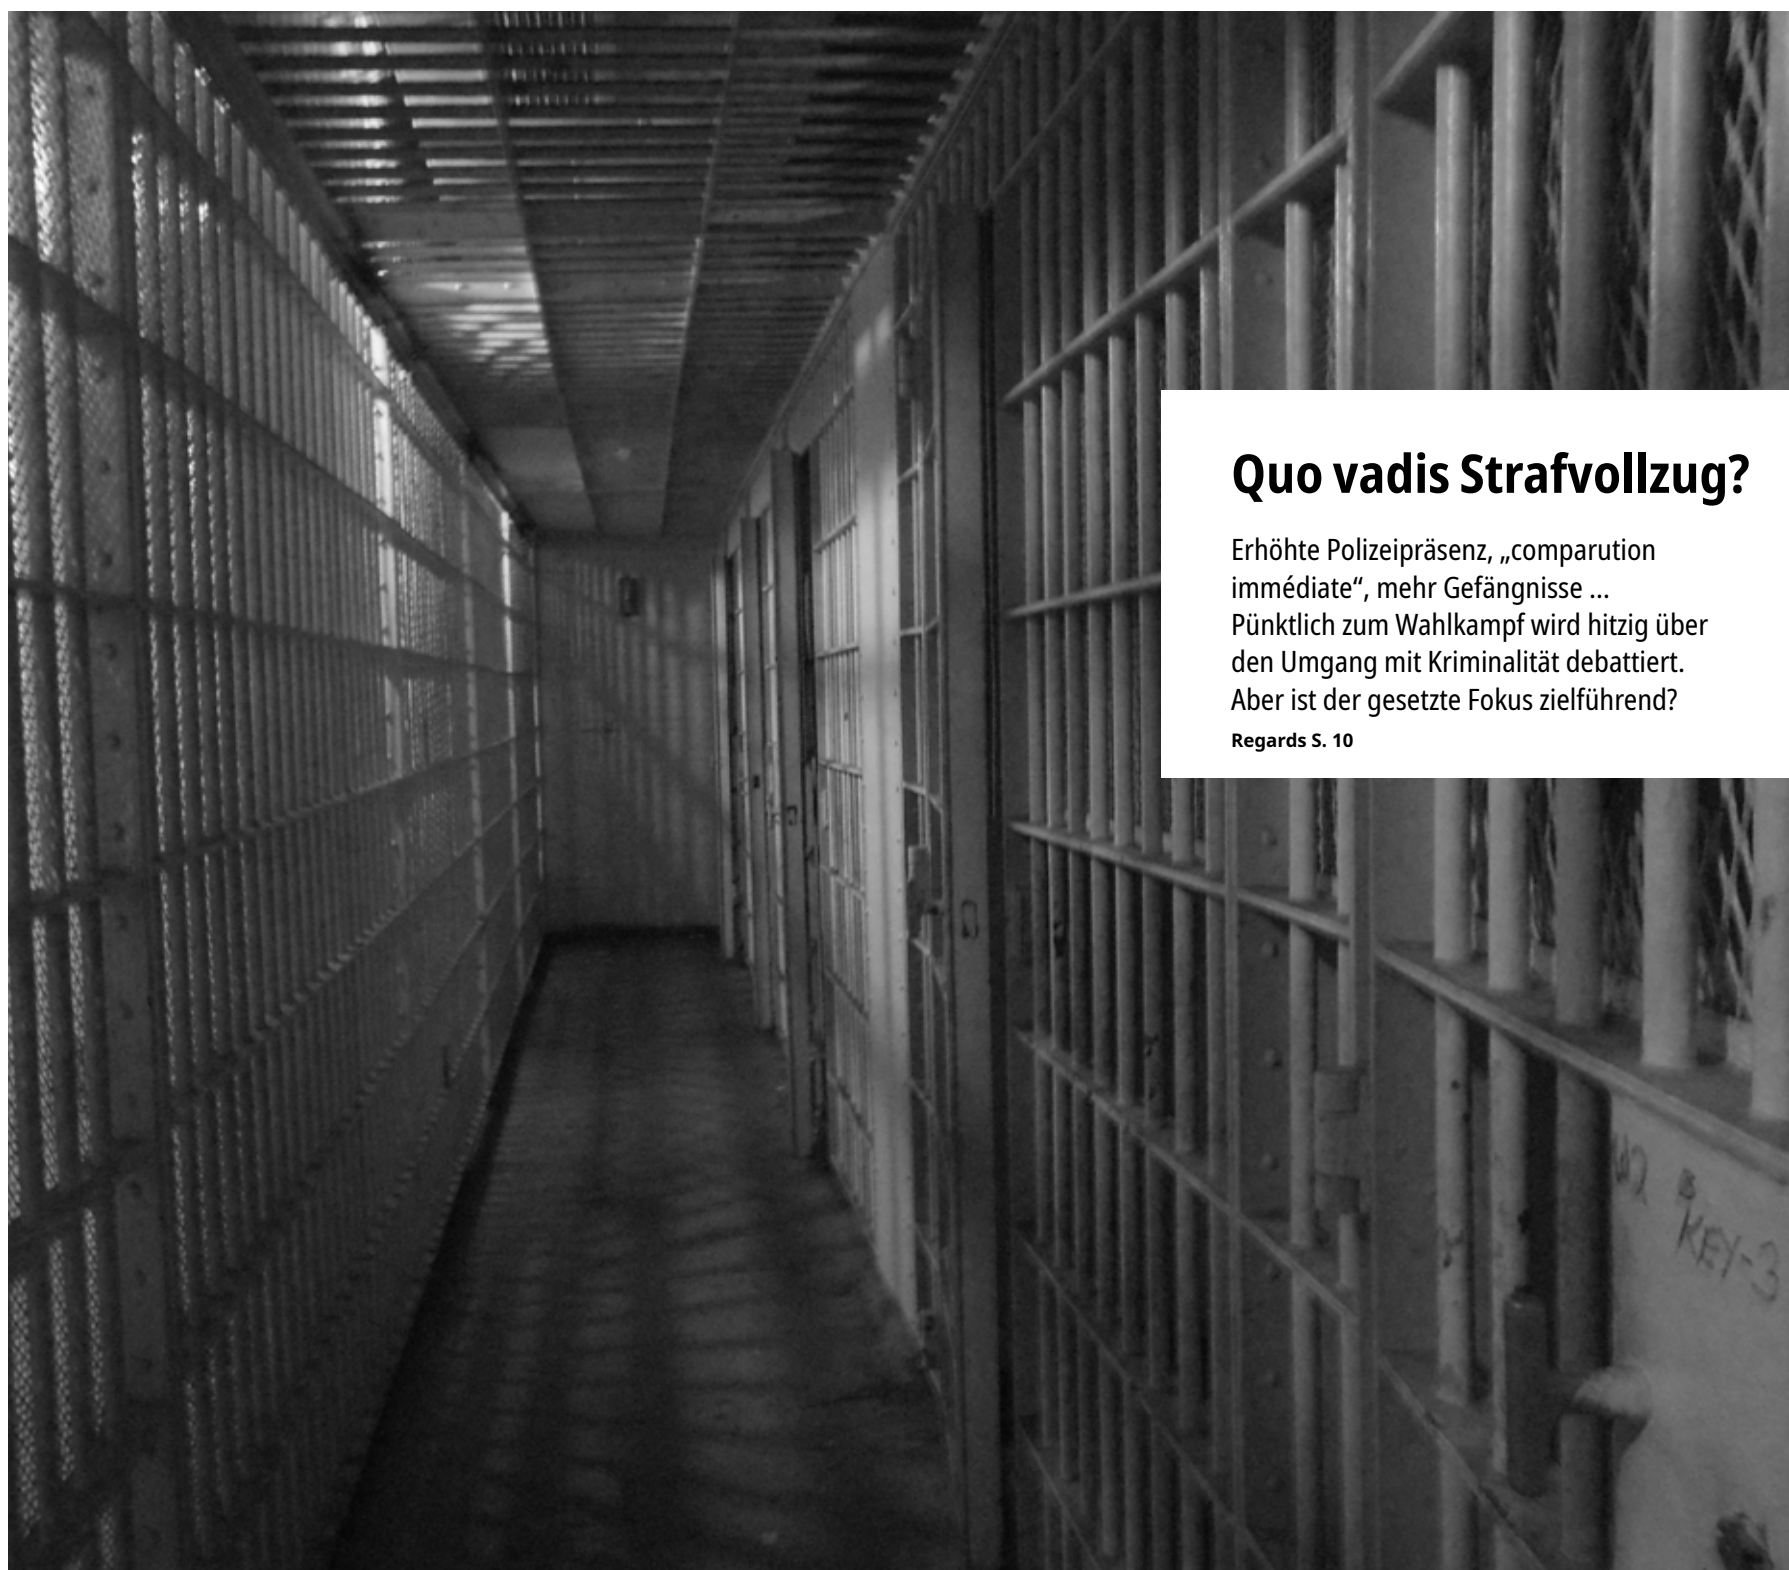 Quo vadis Strafvollzug?
Erhöhte Polizeipräsenz, „comparution
immédiate“, mehr Gefängnisse ...
Pünktlich zum Wahlkampf wird hitzig über
den Umgang mit Kriminalität debattiert.
Aber ist der gesetzte Fokus zielführend?
Regards S. 10
KEY-3